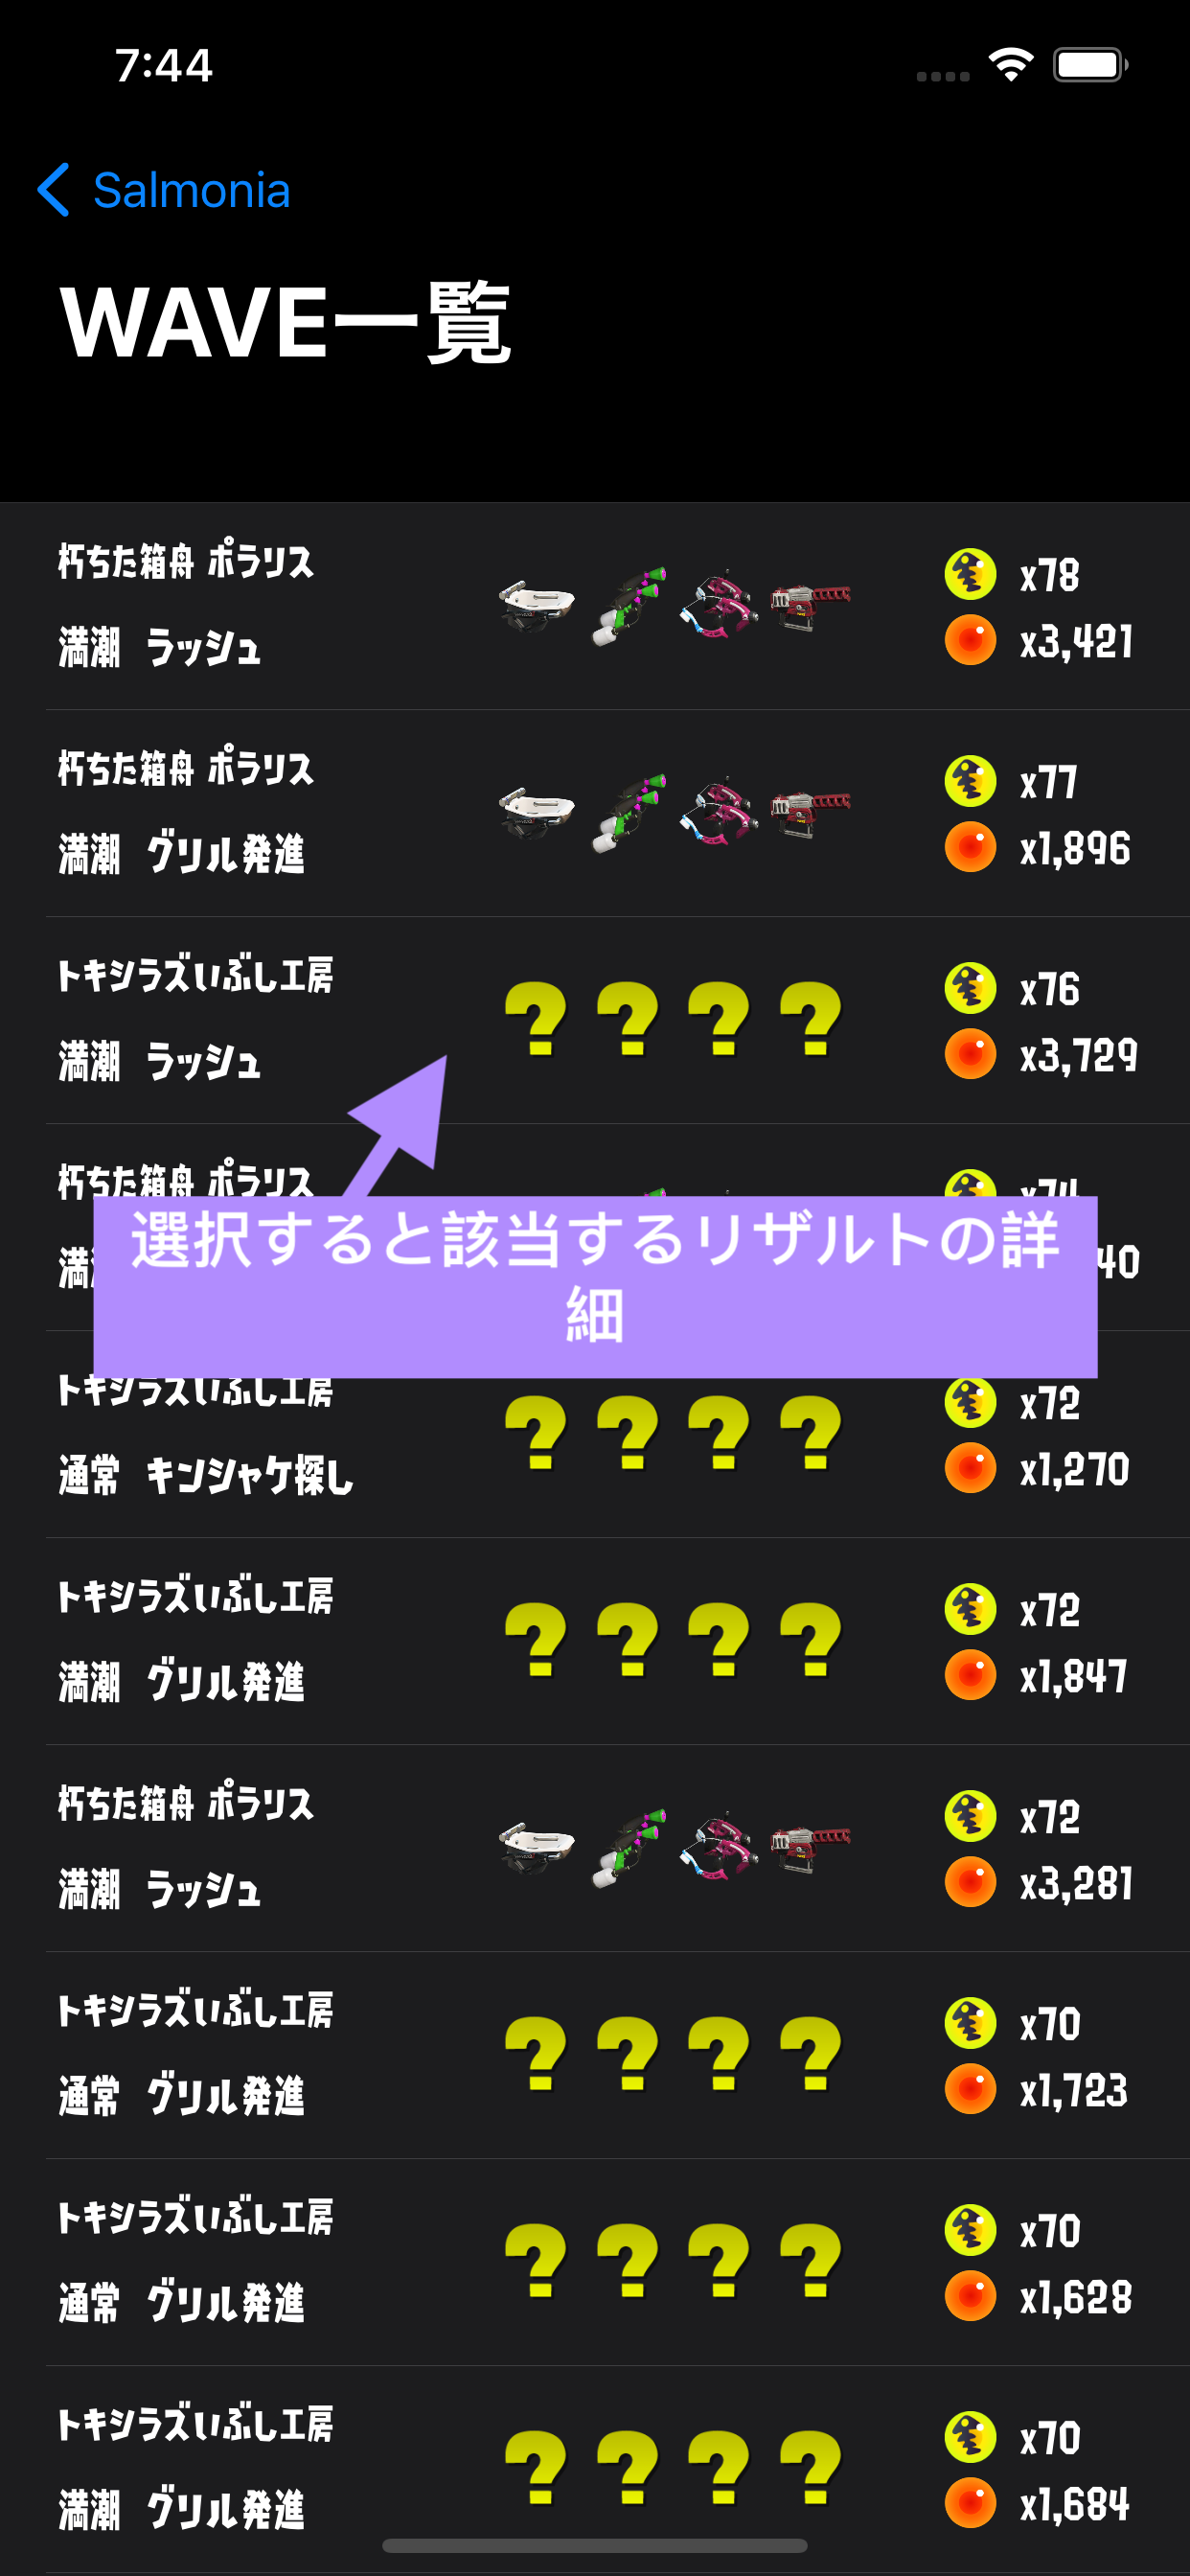 7:44
Salmonia
WAVE一覧
朽ちた箱舟 ポラリス
x78
満潮 ラッシュ
x3,421
朽ちた箱舟 ポラリス
x77
満潮 グリル発進
x1,896
トキシラズいぶし工房
? ? ? ?
x76
満潮 ラッシュ
x3,729
朽ちた箱舟 ポラリス
x74
選択すると該当するリザルトの詳
細
トキシラズいぶし工房
? ? ? ?
x72
通常 キンシャケ探し
x1,270
トキシラズいぶし工房
? ? ? ?
x72
満潮 グリル発進
x1,847
朽ちた箱舟 ポラリス
x72
満潮 ラッシュ
x3,281
トキシラズいぶし工房
? ? ? ?
x70
通常 グリル発進
x1,723
トキシラズいぶし工房
? ? ? ?
x70
通常 グリル発進
x1,628
トキシラズいぶし工房
? ? ? ?
x70
満潮 グリル発進
x1,684